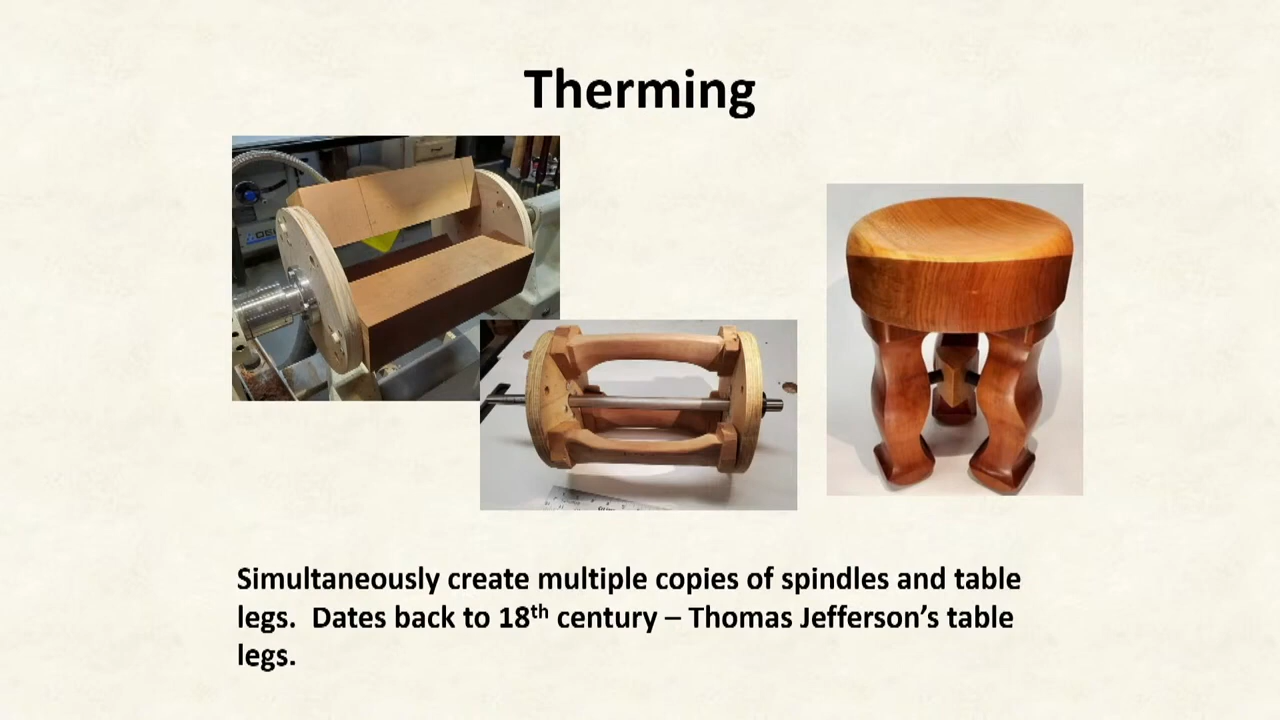 Therming
Simultaneously create multiple copies of spindles and table
legs.  Dates back to 18th century – Thomas Jefferson's table
legs.